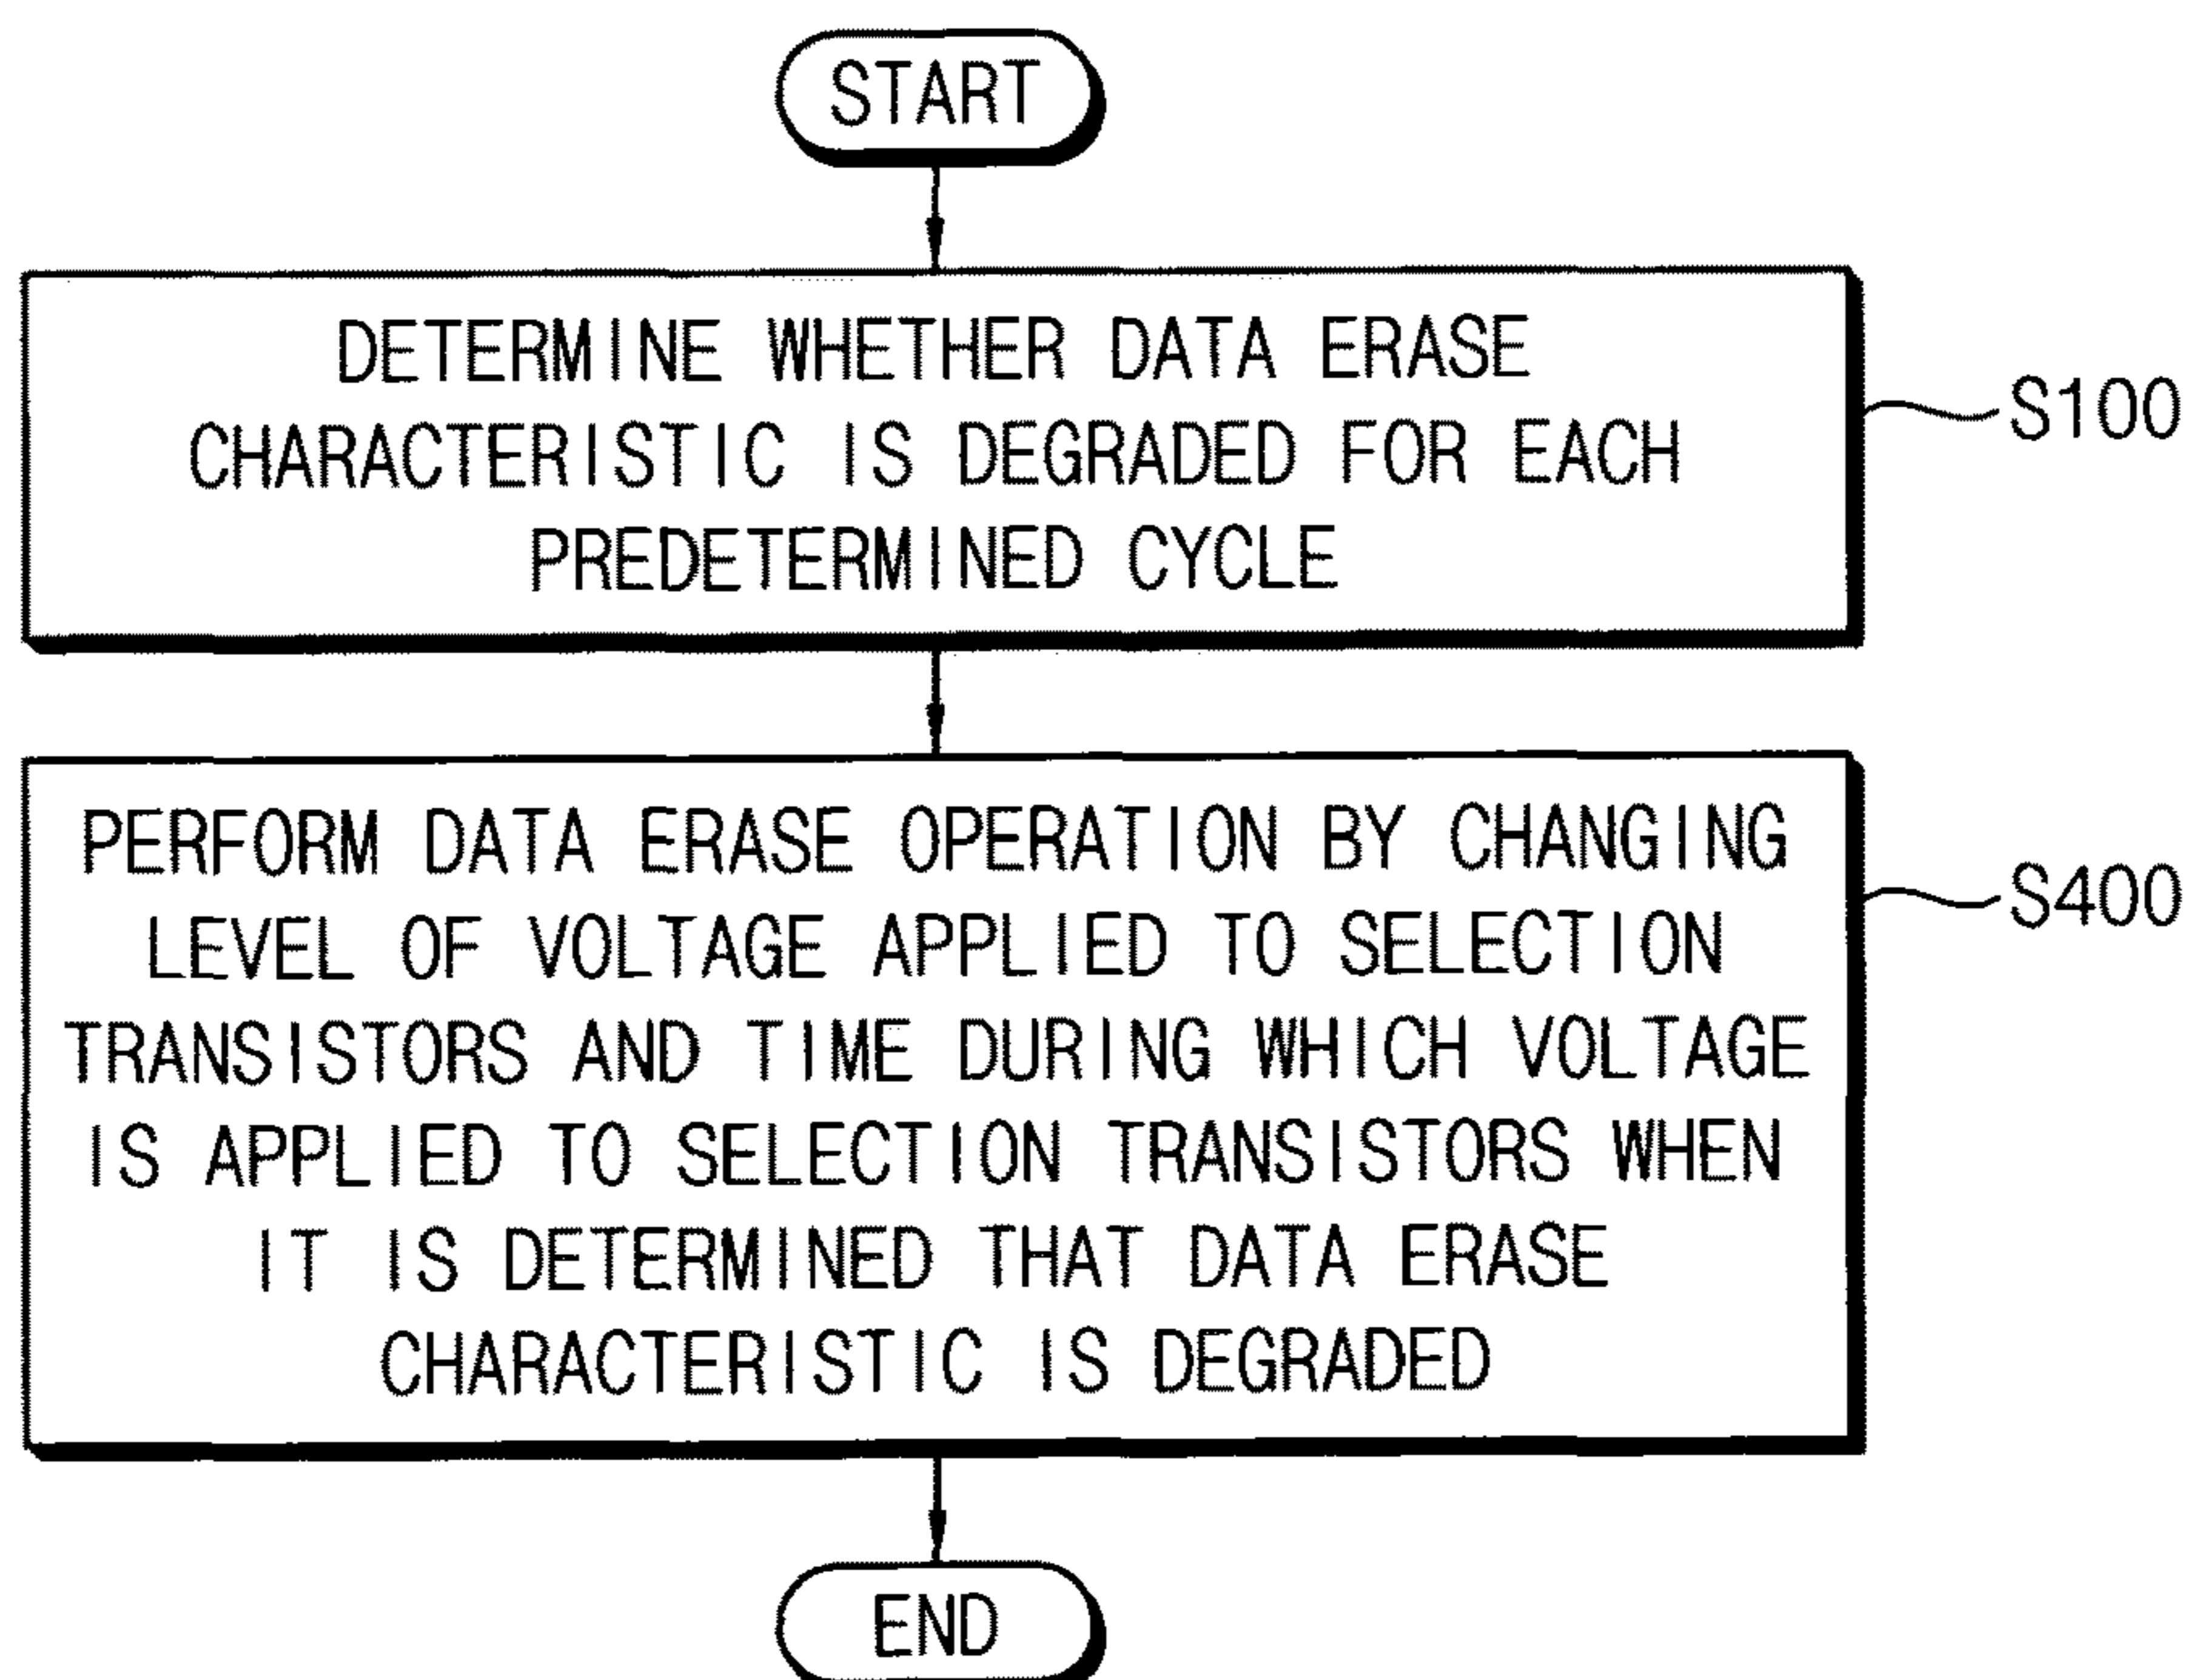 START
DETERMINE WHETHER DATA ERASE
CHARACTERISTIC IS DEGRADED FOR EACH
PREDETERMINED CYCLE
S100
PERFORM DATA ERASE OPERATION BY CHANGING
LEVEL OF VOLTAGE APPLIED TO SELECTION
TRANSISTORS AND TIME DURING WHICH VOLTAGE
IS APPLIED TO SELECTION TRANSISTORS WHEN
IT IS DETERMINED THAT DATA ERASE
CHARACTERISTIC IS DEGRADED
S400
END